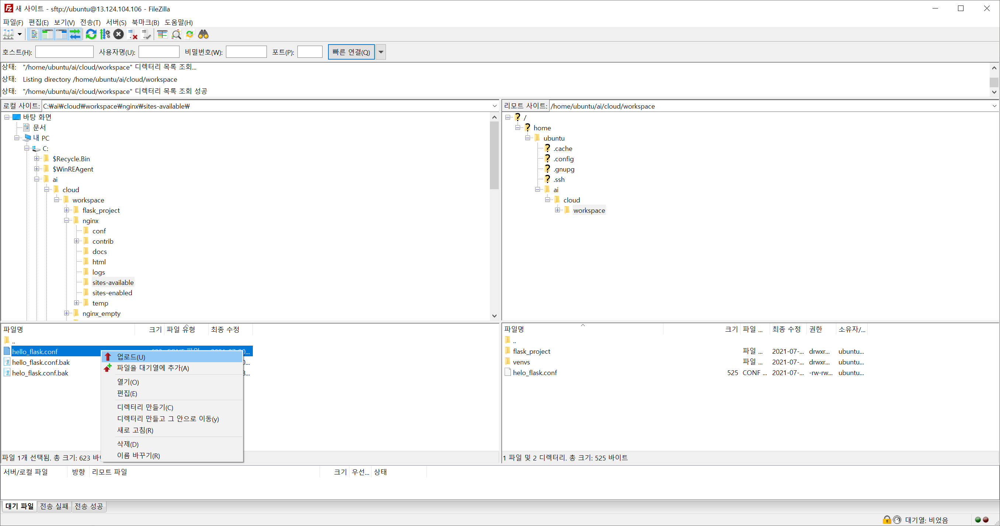 새 사이트 - sftp://ubuntu@13.124.104.106 - FileZilla
파일(F) 편집(E) 보기(V) 전송(T) 서버(S) 북마크(B) 도움말(H)
호스트(H): 사용자명(U): 비밀번호(W): 포트(P): 빠른 연결(Q)
상태: "/home/ubuntu/ai/cloud/workspace" 디렉터리 목록 조회...
상태: Listing directory /home/ubuntu/ai/cloud/workspace
상태: "/home/ubuntu/ai/cloud/workspace" 디렉터리 목록 조회 성공
로컬 사이트: C:₩ai₩cloud₩workspace₩nginx₩sites-available₩
바탕 화면
문서
내 PC
C:
$Recycle.Bin
$WinREAgent
ai
cloud
workspace
flask_project
nginx
conf
contrib
docs
html
logs
sites-available
sites-enabled
temp
nginx_empty
리모트 사이트: /home/ubuntu/ai/cloud/workspace
/
home
ubuntu
.cache
.config
.gnupg
.ssh
ai
cloud
workspace
파일명 크기 파일 유형 최종 수정
..
hello_flask.conf
hello_flask.conf.bak 0...
helo_flask.conf.bak 3...
업로드(U)
파일을 대기열에 추가(A)
열기(O)
편집(E)
디렉터리 만들기(C)
디렉터리 만들고 그 안으로 이동(y)
새로 고침(R)
삭제(D)
이름 바꾸기(R)
파일 1개 선택됨. 총 크기: 623
파일명 크기 파일 ... 최종 수정 권한 소유자/...
..
flask_project 파일 ... 2021-07-... drwxr... ubuntu...
venvs 파일 ... 2021-07-... drwxr... ubuntu...
helo_flask.conf 525 CONF ... 2021-07-... -rw-rw... ubuntu...
1 파일 및 2 디렉터리. 총 크기: 525 바이트
서버/로컬 파일 방향 리모트 파일 크기 우선... 상태
대기 파일 전송 실패 전송 성공
대기열: 비었음